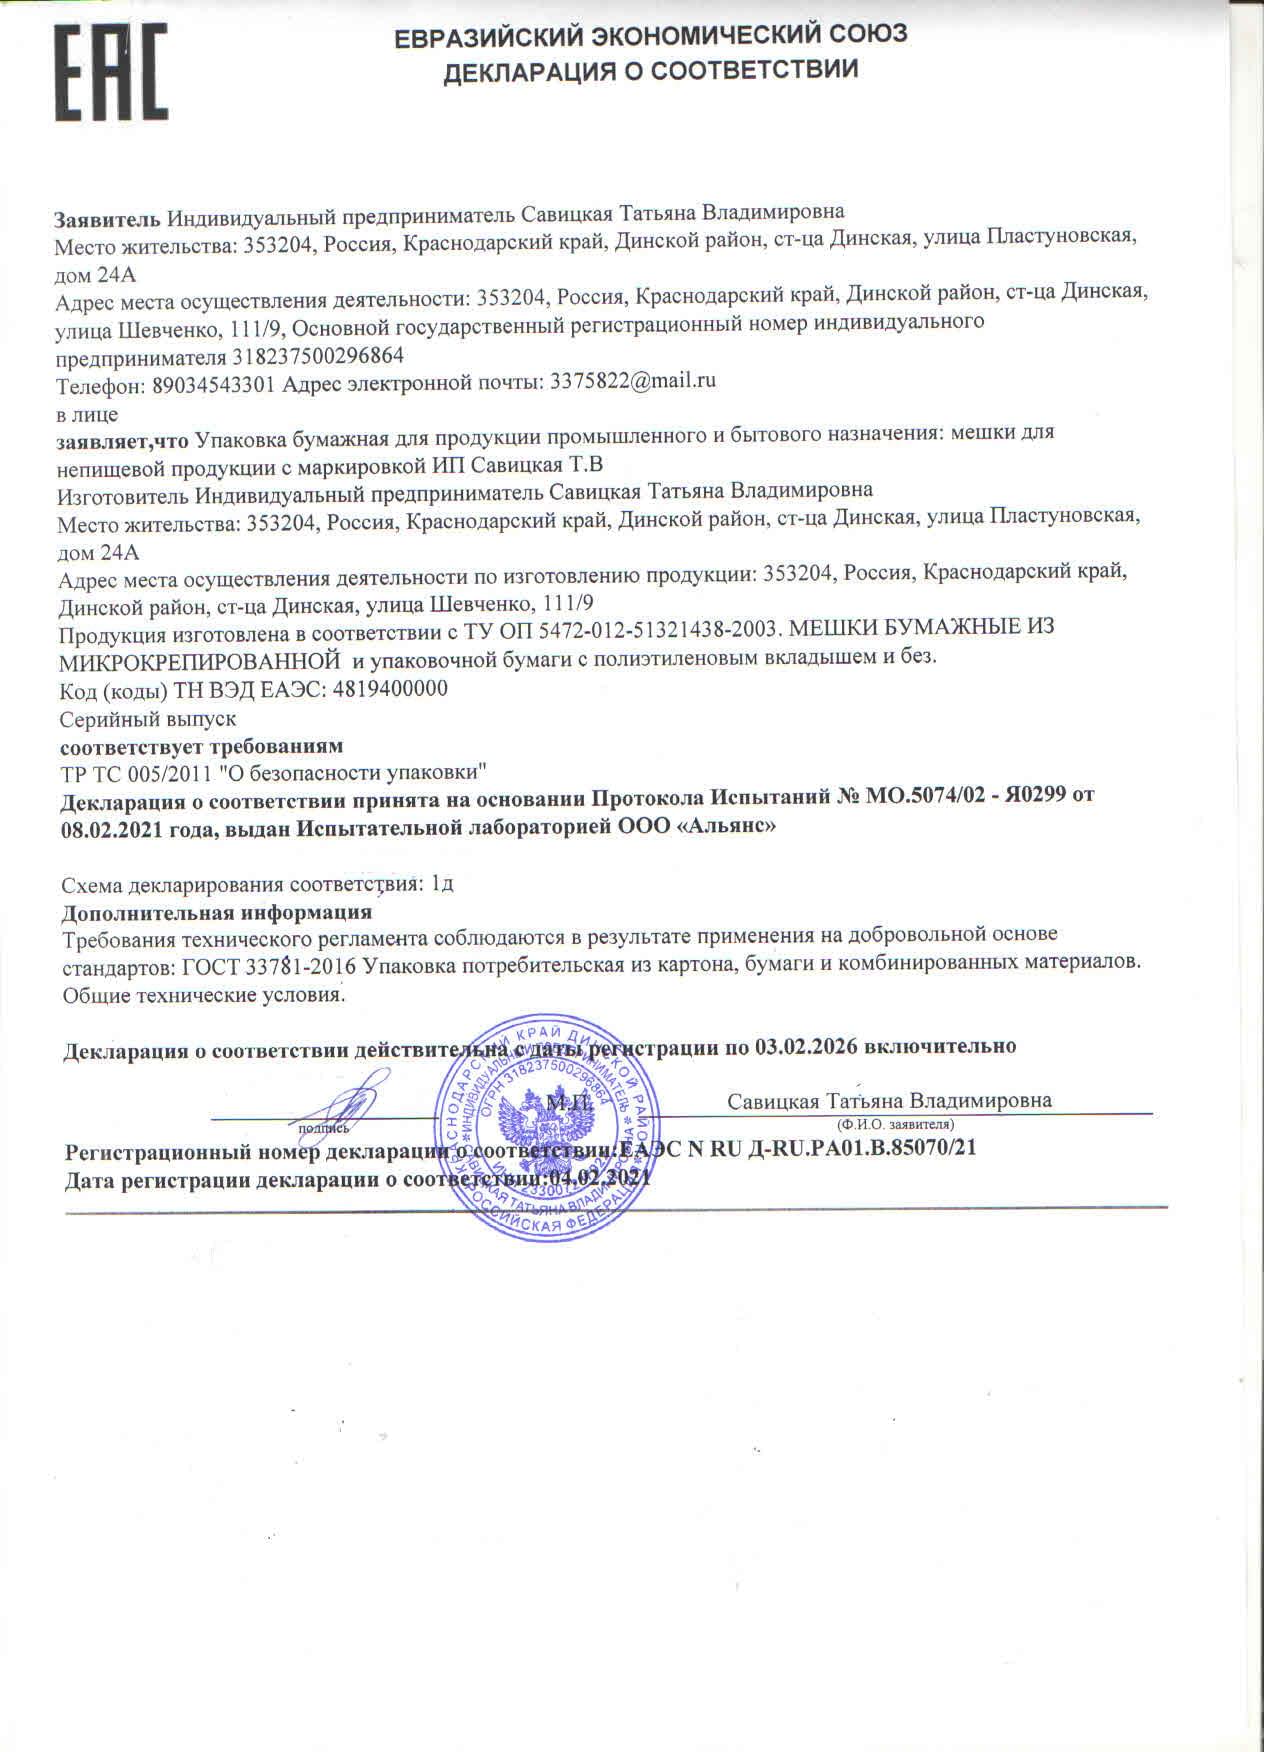 ЕАС
ЕВРАЗИЙСКИЙ ЭКОНОМИЧЕСКИЙ СОЮЗ
ДЕКЛАРАЦИЯ О СООТВЕТСТВИИ
Заявитель Индивидуальный предприниматель Савицкая Татьяна Владимировна
Место жительства: 353204, Россия, Краснодарский край, Динской район, ст-ца Динская, улица Пластуновская,
дом 24А
Адрес места осуществления деятельности: 353204, Россия, Краснодарский край, Динской район, ст-ца Динская,
улица Шевченко, 111/9, Основной государственный регистрационный номер индивидуального
предпринимателя 318237500296864
Телефон: 89034543301 Адрес электронной почты: 3375822@mail.ru
в лице
заявляет,что Упаковка бумажная для продукции промышленного и бытового назначения: мешки для
непищевой продукции с маркировкой ИП Савицкая Т.В
Изготовитель Индивидуальный предприниматель Савицкая Татьяна Владимировна
Место жительства: 353204, Россия, Краснодарский край, Динской район, ст-ца Динская, улица Пластуновская,
дом 24А
Адрес места осуществления деятельности по изготовлению продукции: 353204, Россия, Краснодарский край,
Динской район, ст-ца Динская, улица Шевченко, 111/9
Продукция изготовлена в соответствии с ТУ ОП 5472-012-51321438-2003. МЕШКИ БУМАЖНЫЕ ИЗ
МИКРОКРЕПИРОВАННОЙ и упаковочной бумаги с полиэтиленовым вкладышем и без.
Код (коды) ТН ВЭД ЕАЭС: 4819400000
Серийный выпуск
соответствует требованиям
ТР ТС 005/2011 "О безопасности упаковки"
Декларация о соответствии принята на основании Протокола Испытаний № МО.5074/02 - Я0299 от
08.02.2021 года, выдан Испытательной лабораторией ООО «Альянс»
Схема декларирования соответствия: 1д
Дополнительная информация
Требования технического регламента соблюдаются в результате применения на добровольной основе
стандартов: ГОСТ 33781-2016 Упаковка потребительская из картона, бумаги и комбинированных материалов.
Общие технические условия.
Декларация о соответствии действительна с даты регистрации по 03.02.2026 включительно
М.П. Савицкая Татьяна Владимировна
подпись (Ф.И.О. заявителя)
Регистрационный номер декларации о соответствии:ЕАЭС N RU Д-RU.РА01.В.85070/21
Дата регистрации декларации о соответствии:04.02.2021
КРАСНОДАРСКИЙ КРАЙ ДИНСКОЙ РАЙОН
РОССИЙСКАЯ ФЕДЕРАЦИЯ
ИНДИВИДУАЛЬНЫЙ ПРЕДПРИНИМАТЕЛЬ
САВИЦКАЯ ТАТЬЯНА ВЛАДИМИРОВНА
ОГРН 318237500296864